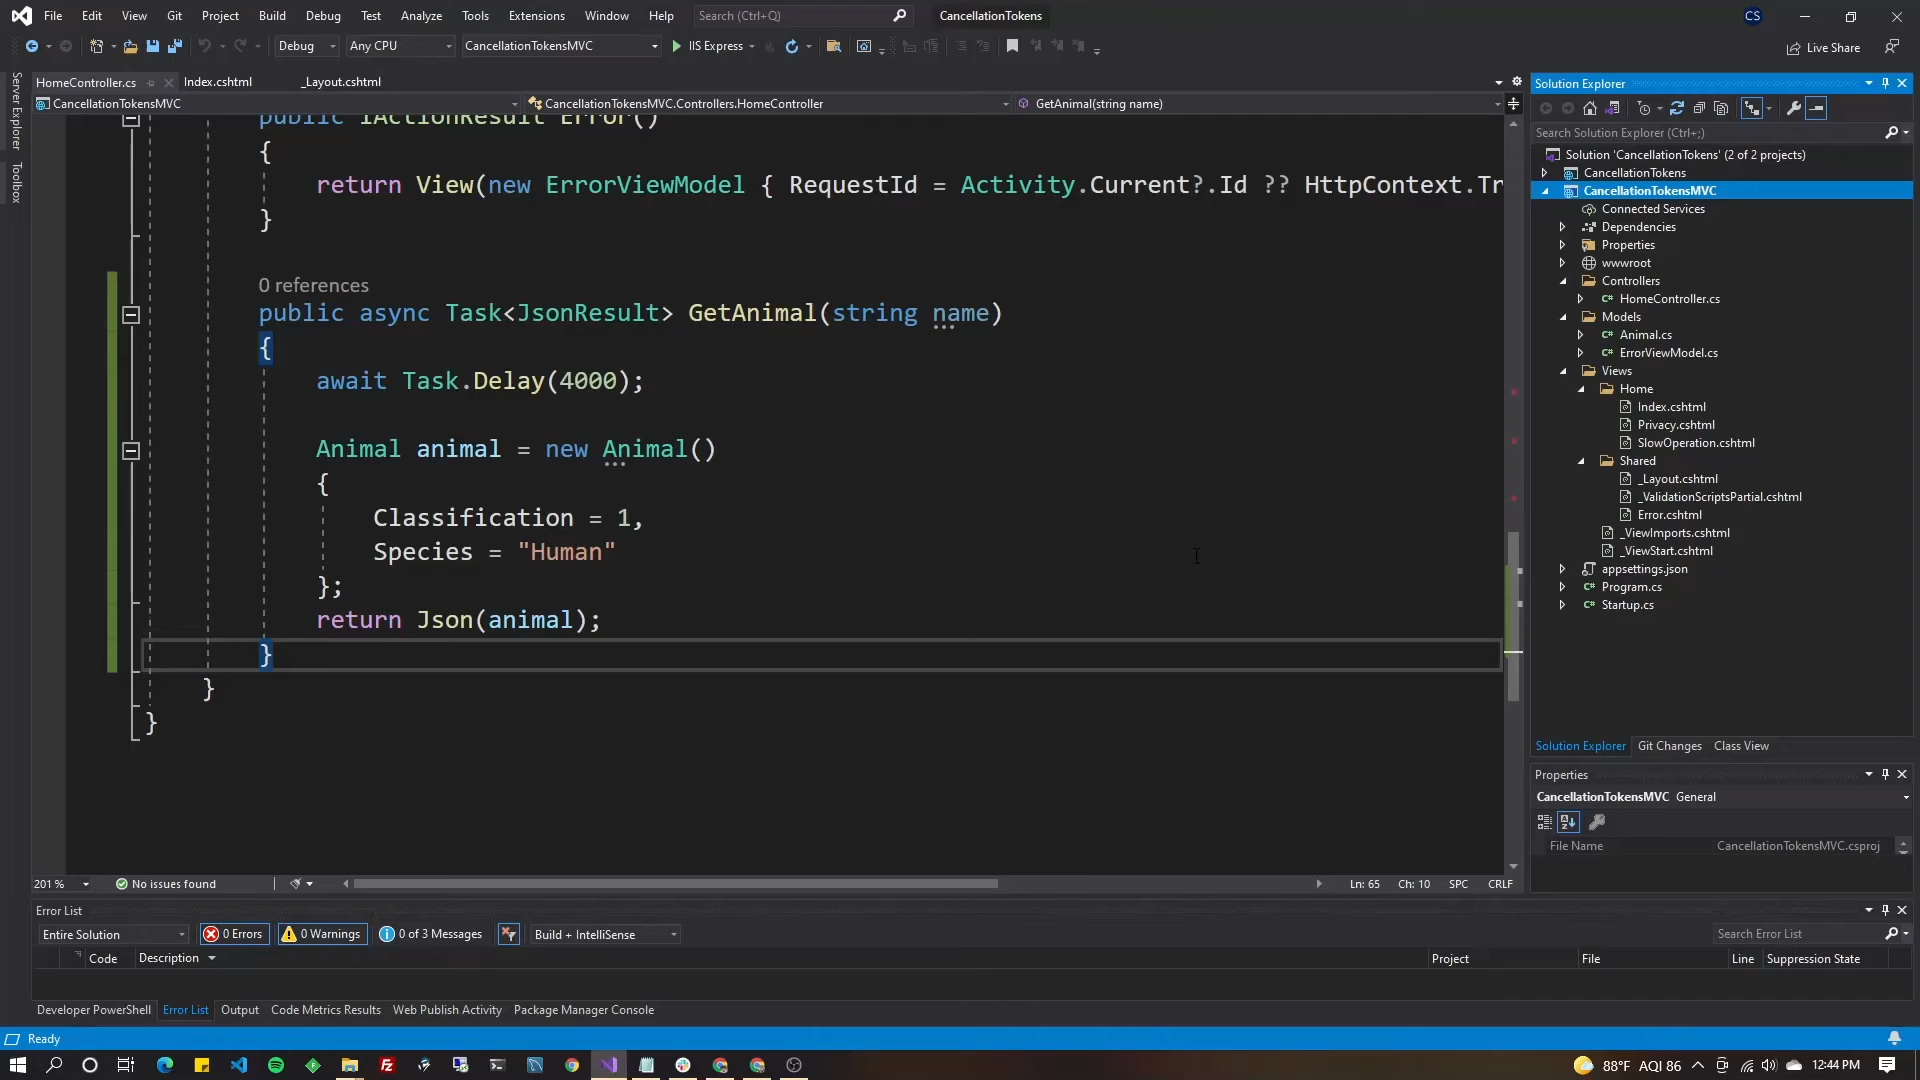 File Edit View Git Project Build Debug Test Analyze Tools Extensions Window Help Search (Ctrl+Q) CancellationTokens CS
Debug Any CPU CancellationTokensMVC IIS Express Live Share
Server Explorer
Toolbox
HomeController.cs Index.cshtml _Layout.cshtml
CancellationTokensMVC CancellationTokensMVC.Controllers.HomeController GetAnimal(string name)
public IActionResult Error()
{
return View(new ErrorViewModel { RequestId = Activity.Current?.Id ?? HttpContext.Tr
}
0 references
public async Task<JsonResult> GetAnimal(string name)
{
await Task.Delay(4000);
Animal animal = new Animal()
{
Classification = 1,
Species = "Human"
};
return Json(animal);
}
}
}
201 % No issues found Ln: 65 Ch: 10 SPC CRLF
Solution Explorer
Search Solution Explorer (Ctrl+;)
Solution 'CancellationTokens' (2 of 2 projects)
CancellationTokens
CancellationTokensMVC
Connected Services
Dependencies
Properties
wwwroot
Controllers
C# HomeController.cs
Models
C# Animal.cs
C# ErrorViewModel.cs
Views
Home
Index.cshtml
Privacy.cshtml
SlowOperation.cshtml
Shared
_Layout.cshtml
_ValidationScriptsPartial.cshtml
Error.cshtml
_ViewImports.cshtml
_ViewStart.cshtml
appsettings.json
C# Program.cs
C# Startup.cs
Solution Explorer Git Changes Class View
Properties
CancellationTokensMVC General
File Name CancellationTokensMVC.csproj
Error List
Entire Solution 0 Errors 0 Warnings 0 of 3 Messages Build + IntelliSense Search Error List
Code Description Project File Line Suppression State
Developer PowerShell Error List Output Code Metrics Results Web Publish Activity Package Manager Console
Ready
88°F AQI 86 12:44 PM